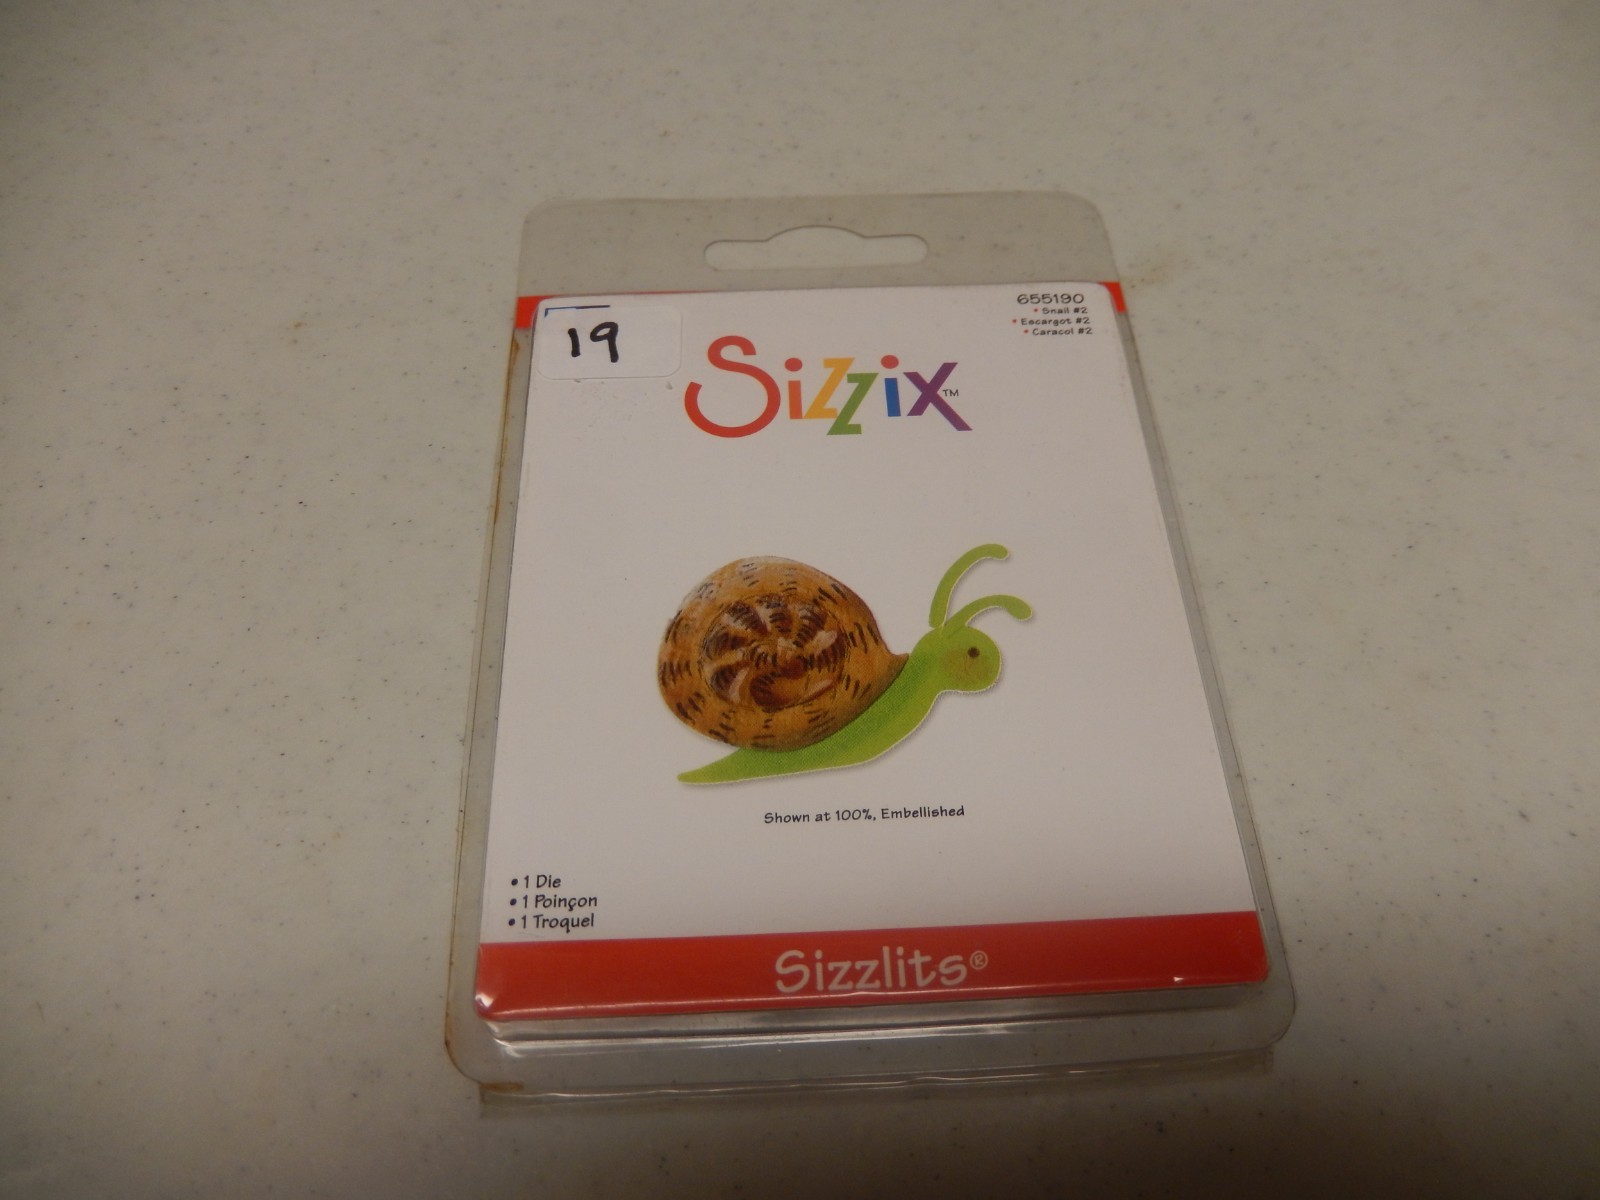 19
655190
• Snail #2
• Escargot #2
• Caracol #2
Sizzix™
Shown at 100%, Embellished
• 1 Die
• 1 Poinçon
• 1 Troquel
Sizzlits®